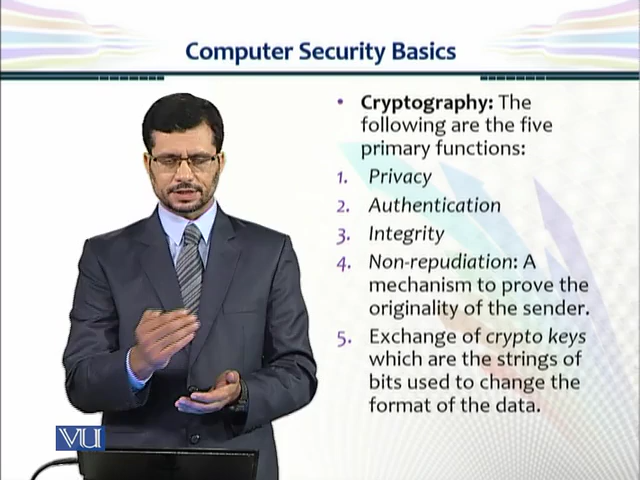 Computer Security Basics
• Cryptography: The
following are the five
primary functions:
1. Privacy
2. Authentication
3. Integrity
4. Non-repudiation: A
mechanism to prove the
originality of the sender.
5. Exchange of crypto keys
which are the strings of
bits used to change the
format of the data.
VU